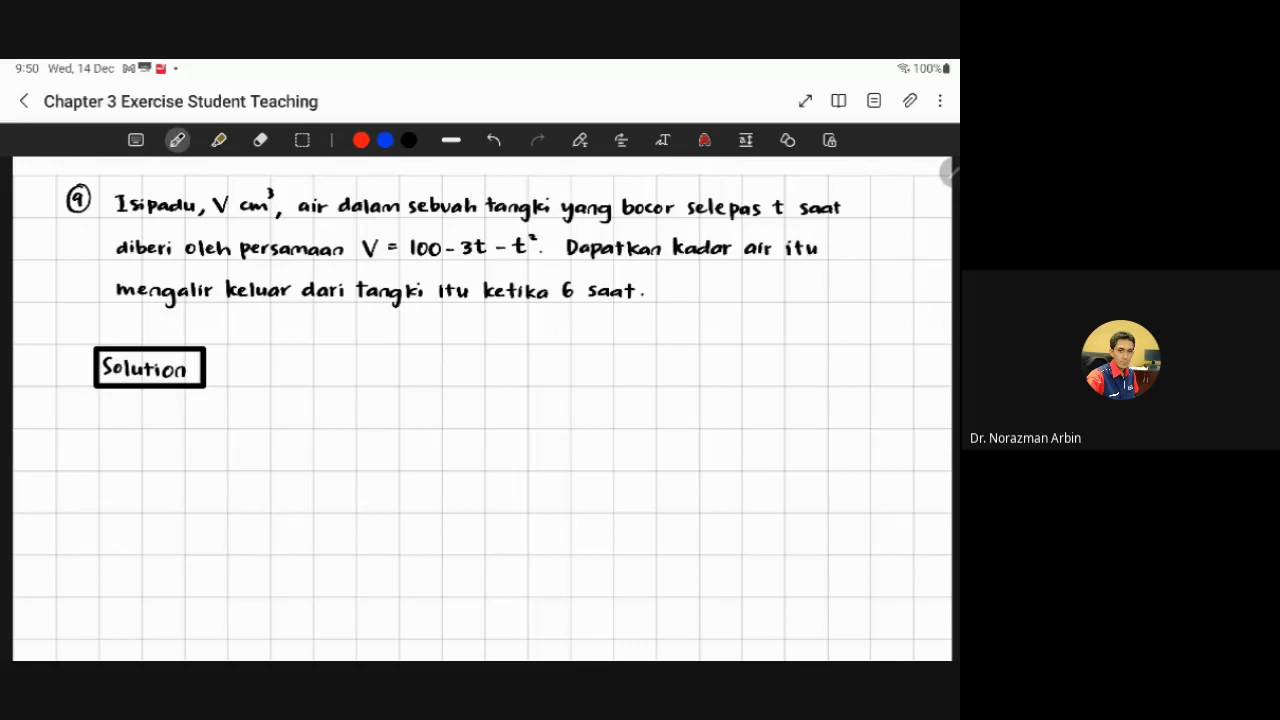 9:50 Wed, 14 Dec
100%
Chapter 3 Exercise Student Teaching
9 Isipadu, V cm³, air dalam sebuah tangki yang bocor selepas t saat
diberi oleh persamaan V = 100 - 3t - t². Dapatkan kadar air itu
mengalir keluar dari tangki itu ketika 6 saat.
Solution
Dr. Norazman Arbin